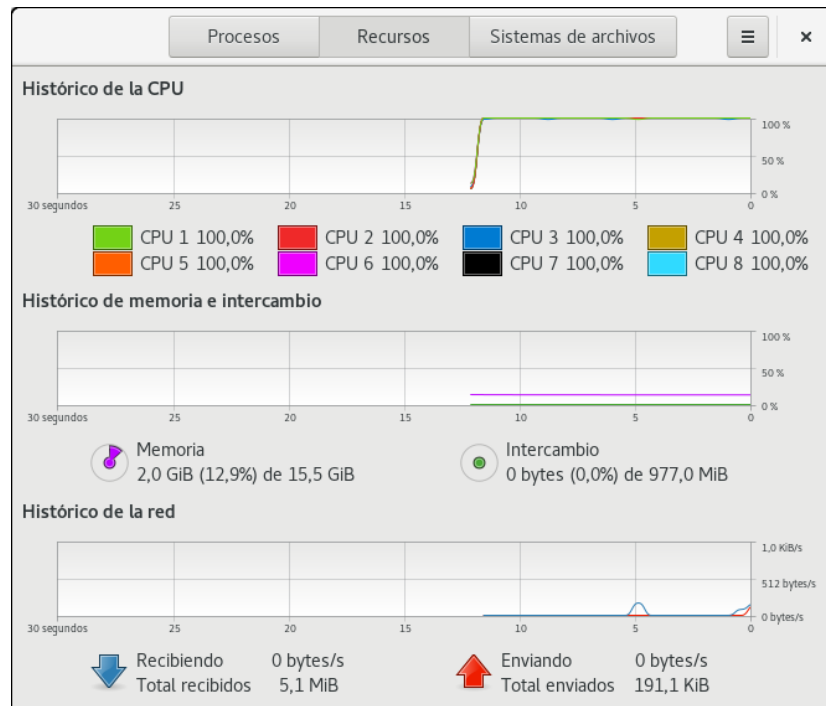 Procesos Recursos Sistemas de archivos
Histórico de la CPU
100 %
50 %
0 %
30 segundos 25 20 15 10 5 0
CPU 1 100,0% CPU 2 100,0% CPU 3 100,0% CPU 4 100,0%
CPU 5 100,0% CPU 6 100,0% CPU 7 100,0% CPU 8 100,0%
Histórico de memoria e intercambio
100 %
50 %
0 %
30 segundos 25 20 15 10 5 0
Memoria Intercambio
2,0 GiB (12,9%) de 15,5 GiB 0 bytes (0,0%) de 977,0 MiB
Histórico de la red
1,0 KiB/s
512 bytes/s
0 bytes/s
30 segundos 25 20 15 10 5 0
Recibiendo 0 bytes/s Enviando 0 bytes/s
Total recibidos 5,1 MiB Total enviados 191,1 KiB